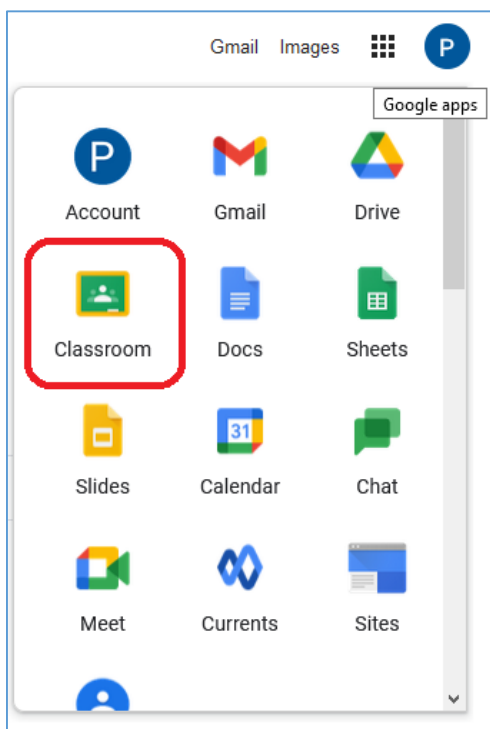 Gmail Images P
Google apps
P
Account Gmail Drive
Classroom Docs Sheets
31
Slides Calendar Chat
Meet Currents Sites